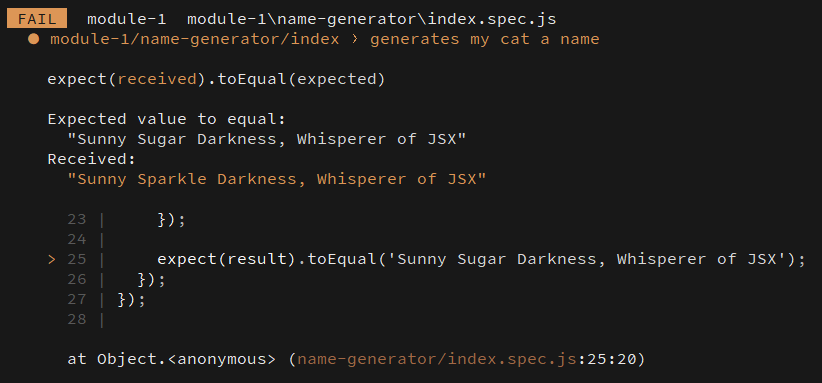 FAIL module-1 module-1\name-generator\index.spec.js
● module-1/name-generator/index › generates my cat a name
expect(received).toEqual(expected)
Expected value to equal:
"Sunny Sugar Darkness, Whisperer of JSX"
Received:
"Sunny Sparkle Darkness, Whisperer of JSX"
23 | });
24 |
> 25 | expect(result).toEqual('Sunny Sugar Darkness, Whisperer of JSX');
26 | });
27 | });
28 |
at Object.<anonymous> (name-generator/index.spec.js:25:20)